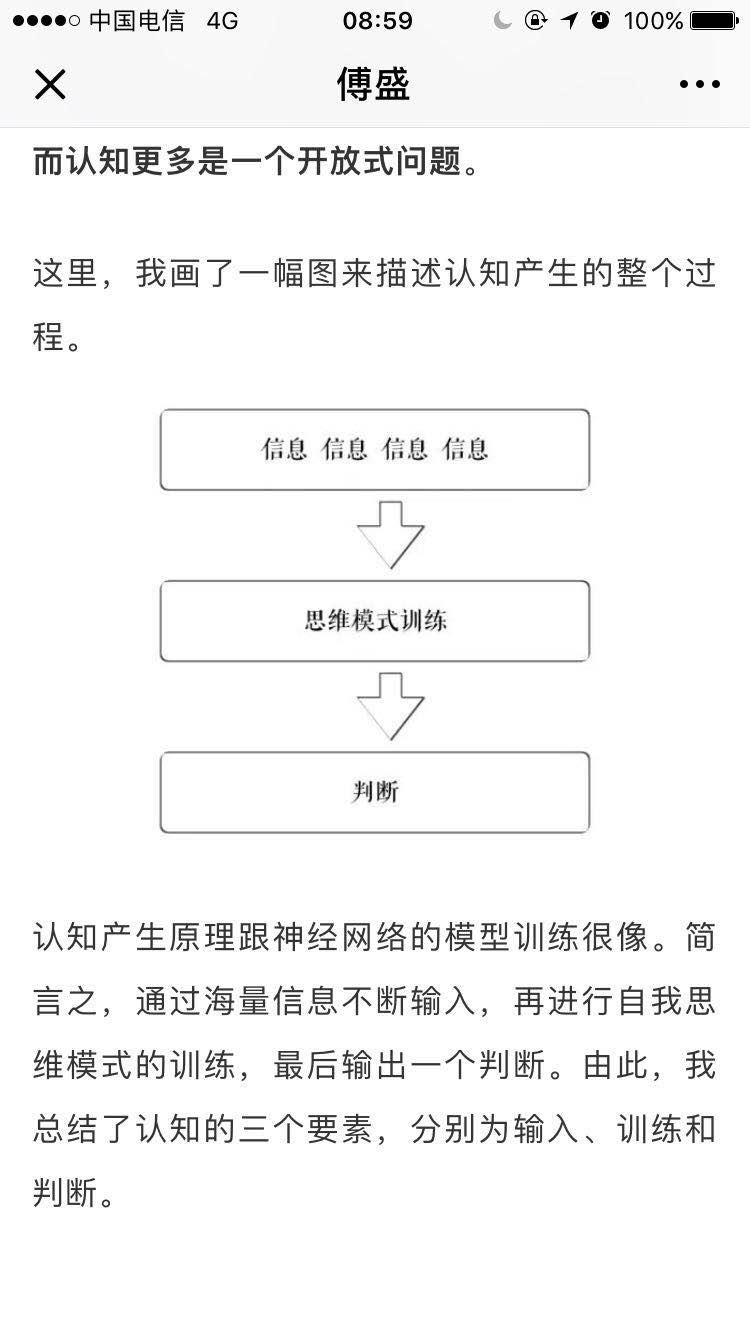 中国电信 4G 08:59 100%
傅盛
而认知更多是一个开放式问题。
这里，我画了一幅图来描述认知产生的整个过
程。
信息 信息 信息 信息
思维模式训练
判断
认知产生原理跟神经网络的模型训练很像。简
言之，通过海量信息不断输入，再进行自我思
维模式的训练，最后输出一个判断。由此，我
总结了认知的三个要素，分别为输入、训练和
判断。